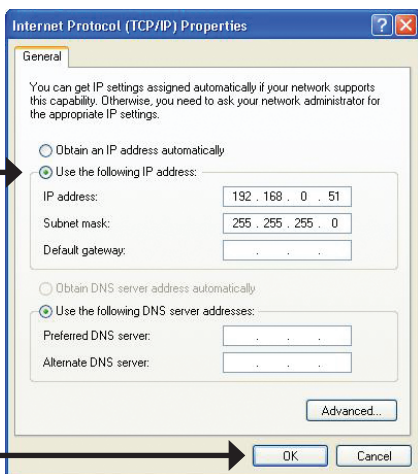 Internet Protocol (TCP/IP) Properties
General
You can get IP settings assigned automatically if your network supports
this capability. Otherwise, you need to ask your network administrator for
the appropriate IP settings.
Obtain an IP address automatically
Use the following IP address:
IP address: 192 . 168 . 0 . 51
Subnet mask: 255 . 255 . 255 . 0
Default gateway: . . .
Obtain DNS server address automatically
Use the following DNS server addresses:
Preferred DNS server: . . .
Alternate DNS server: . . .
Advanced...
OK Cancel